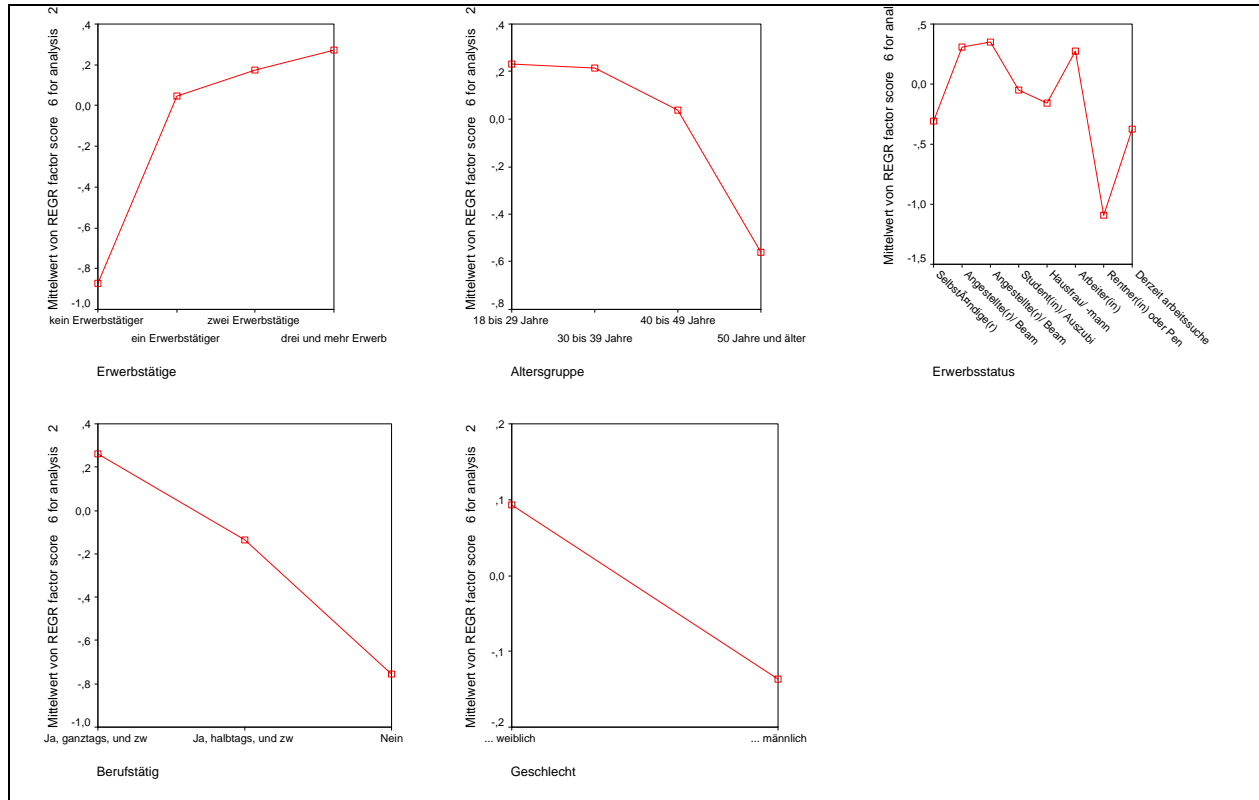 Mittelwert von REGR factor score 6 for analysis 2
,4
,2
0,0
-,2
-,4
-,6
-,8
-1,0
kein Erwerbstätiger
ein Erwerbstätiger
zwei Erwerbstätige
drei und mehr Erwerb
Erwerbstätige
Mittelwert von REGR factor score 6 for analysis 2
,4
,2
,0
-,2
-,4
-,6
-,8
18 bis 29 Jahre
30 bis 39 Jahre
40 bis 49 Jahre
50 Jahre und älter
Altersgruppe
Mittelwert von REGR factor score 6 for anal
,5
0,0
-,5
-1,0
-1,5
SelbstÃ¤ndige(r)
Angestellte(r)/ Beam
Angestellte(r)/ Beam
Student(in)/ Auszubi
Hausfrau/ -mann
Arbeiter(in)
Rentner(in) oder Pen
Derzeit arbeitssuche
Erwerbsstatus
Mittelwert von REGR factor score 6 for analysis 2
,4
,2
0,0
-,2
-,4
-,6
-,8
-1,0
Ja, ganztags, und zw
Ja, halbtags, und zw
Nein
Berufstätig
Mittelwert von REGR factor score 6 for analysis 2
,2
,1
0,0
-,1
-,2
... weiblich
... männlich
Geschlecht